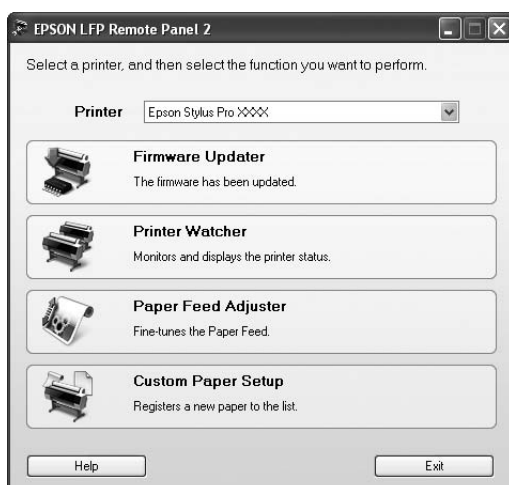 EPSON LFP Remote Panel 2
Select a printer, and then select the function you want to perform.
Printer Epson Stylus Pro XXXX
Firmware Updater
The firmware has been updated.
Printer Watcher
Monitors and displays the printer status.
Paper Feed Adjuster
Fine-tunes the Paper Feed.
Custom Paper Setup
Registers a new paper to the list.
Help Exit